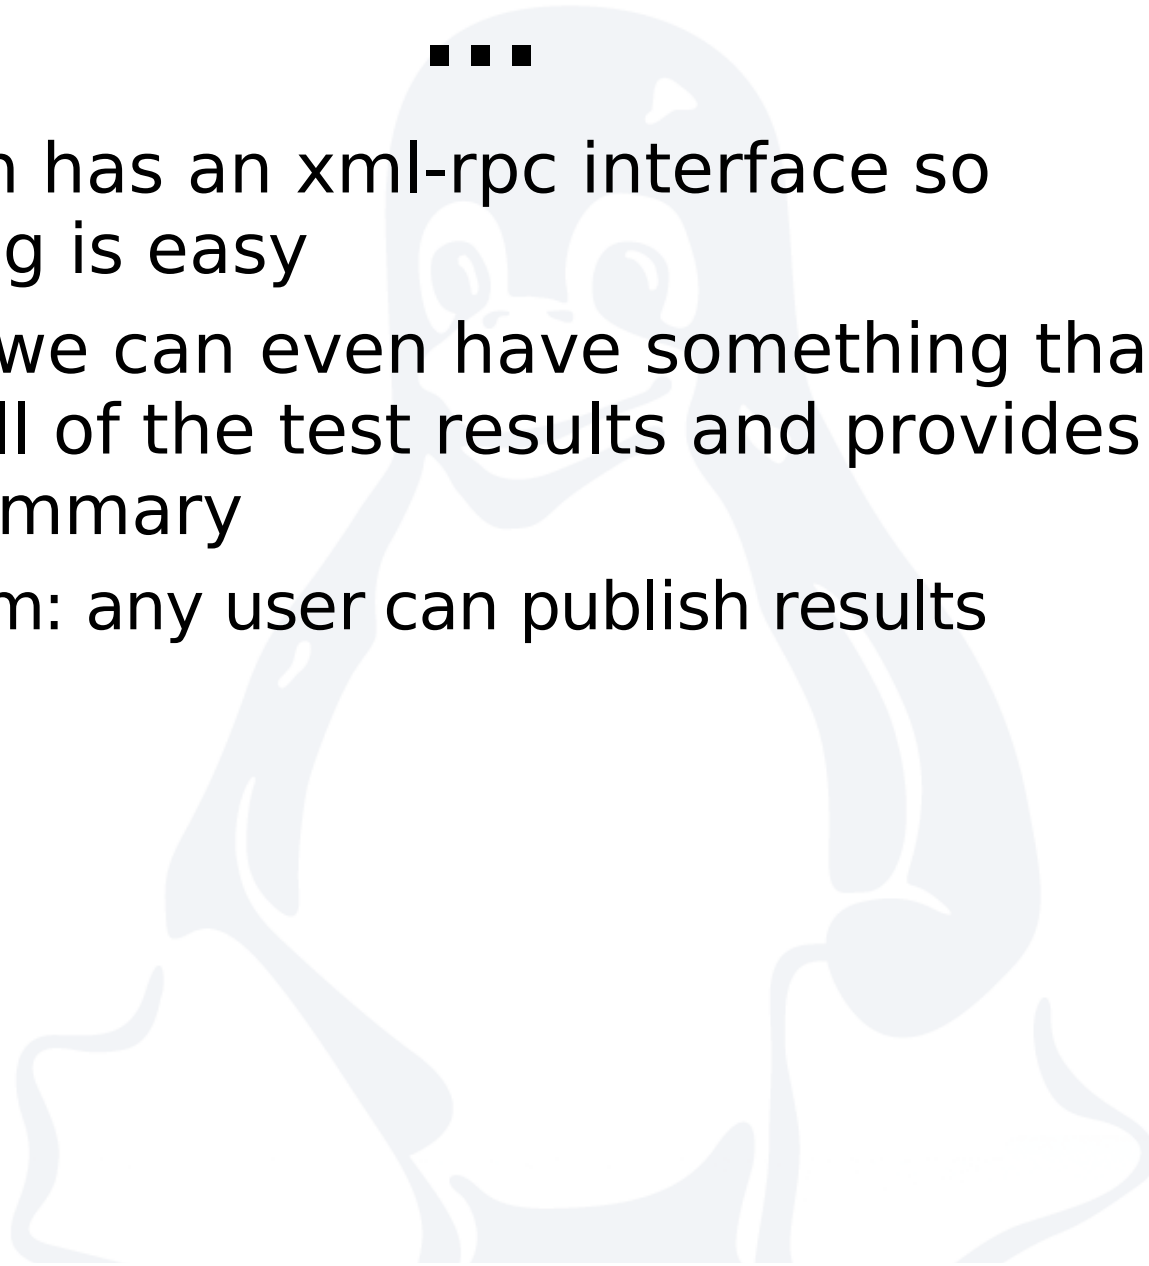 ...
n has an xml-rpc interface so
g is easy
we can even have something tha
ll of the test results and provides
mmary
m: any user can publish results